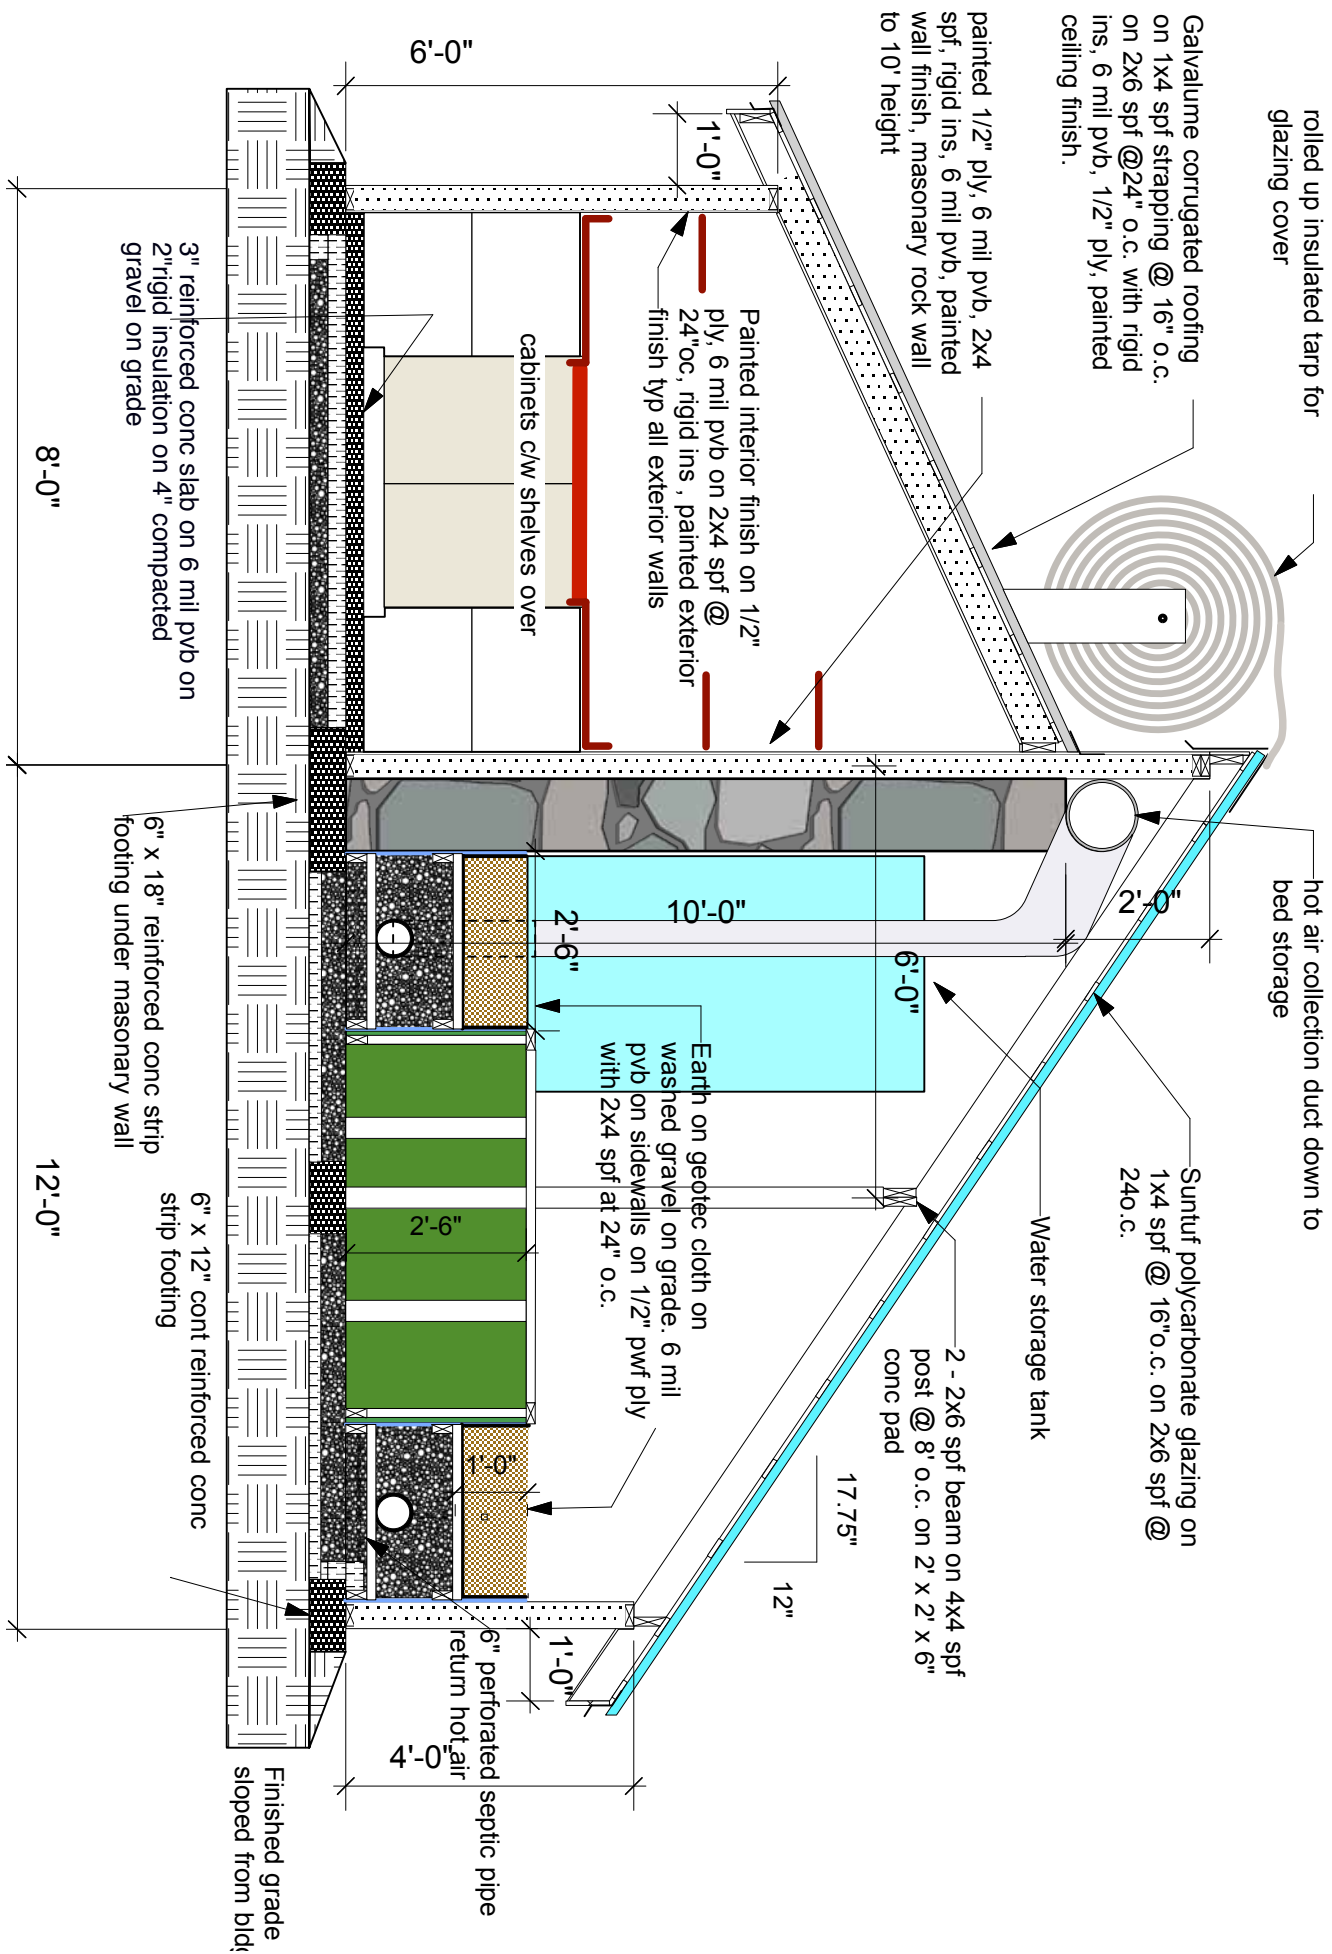 rolled up insulated tarp for
glazing cover
Galvalume corrugated roofing
on 1x4 spf strapping @ 16" o.c.
on 2x6 spf @24" o.c. with rigid
ins, 6 mil pvb, 1/2" ply, painted
ceiling finish.
painted 1/2" ply, 6 mil pvb, 2x4
spf, rigid ins, 6 mil pvb, painted
wall finish, masonary rock wall
to 10' height
hot air collection duct down to
bed storage
Suntuf polycarbonate glazing on
1x4 spf @ 16"o.c. on 2x6 spf @
24o.c.
Water storage tank
2 - 2x6 spf beam on 4x4 spf
post @ 8' o.c. on 2' x 2' x 6"
conc pad
17.75"
12"
2'-0"
10'-0"
6'-0"
6'-0"
1'-0"
Painted interior finish on 1/2"
ply, 6 mil pvb on 2x4 spf @
24"oc, rigid ins , painted exterior
finish typ all exterior walls
cabinets c/w shelves over
2'-6"
Earth on geotec cloth on
washed gravel on grade. 6 mil
pvb on sidewalls on 1/2" pwf ply
with 2x4 spf at 24" o.c.
2'-6"
1'-0"
1'-0"
4'-0"
6" perforated septic pipe
return hot air
3" reinforced conc slab on 6 mil pvb on
2"rigid insulation on 4" compacted
gravel on grade
6" x 18" reinforced conc strip
footing under masonary wall
6" x 12" cont reinforced conc
strip footing
Finished grade
sloped from bldg
8'-0"
12'-0"